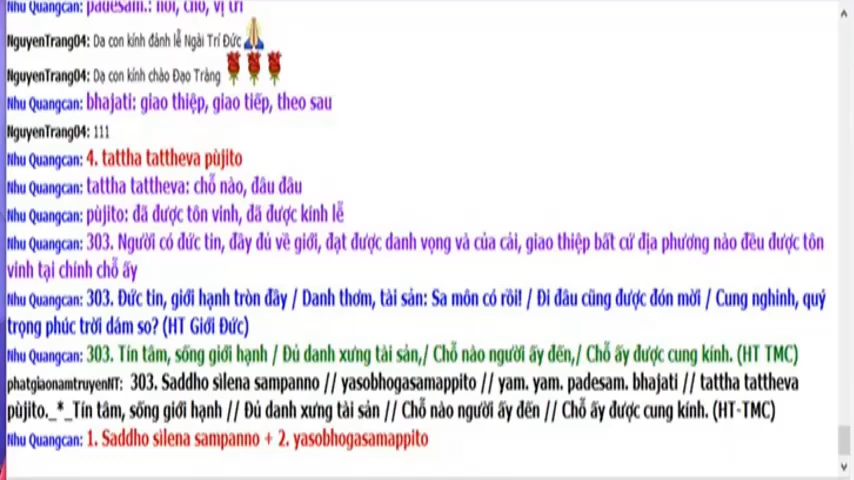 Nhu Quangcan: padesam.: nơi, chỗ, vị trí
NguyenTrang04: Dạ con kính đảnh lễ Ngài Trí Đức
NguyenTrang04: Dạ con kính chào Đạo Tràng
Nhu Quangcan: bhajati: giao thiệp, giao tiếp, theo sau
NguyenTrang04: 111
Nhu Quangcan: 4. tattha tattheva pùjito
Nhu Quangcan: tattha tattheva: chỗ nào, đâu đâu
Nhu Quangcan: pùjito: đã được tôn vinh, đã được kính lễ
Nhu Quangcan: 303. Người có đức tin, đầy đủ về giới, đạt được danh vọng và của cải, giao thiệp bất cứ địa phương nào đều được tôn
vinh tại chính chỗ ấy
Nhu Quangcan: 303. Đức tin, giới hạnh tròn đầy / Danh thơm, tài sản: Sa môn có rồi! / Đi đâu cũng được đón mời / Cung nghinh, quý
trọng phúc trời dám so? (HT Giới Đức)
Nhu Quangcan: 303. Tín tâm, sống giới hạnh / Đủ danh xưng tài sản,/ Chỗ nào người ấy đến,/ Chỗ ấy được cung kính. (HT TMC)
phatgiaonamtruyenNT: 303. Saddho sìlena sampanno // yasobhogasamappito // yam. yam. padesam. bhajati // tattha tattheva
pùjito._*_Tín tâm, sống giới hạnh // Đủ danh xưng tài sản // Chỗ nào người ấy đến // Chỗ ấy được cung kính. (HT-TMC)
Nhu Quangcan: 1. Saddho sìlena sampanno + 2. yasobhogasamappito